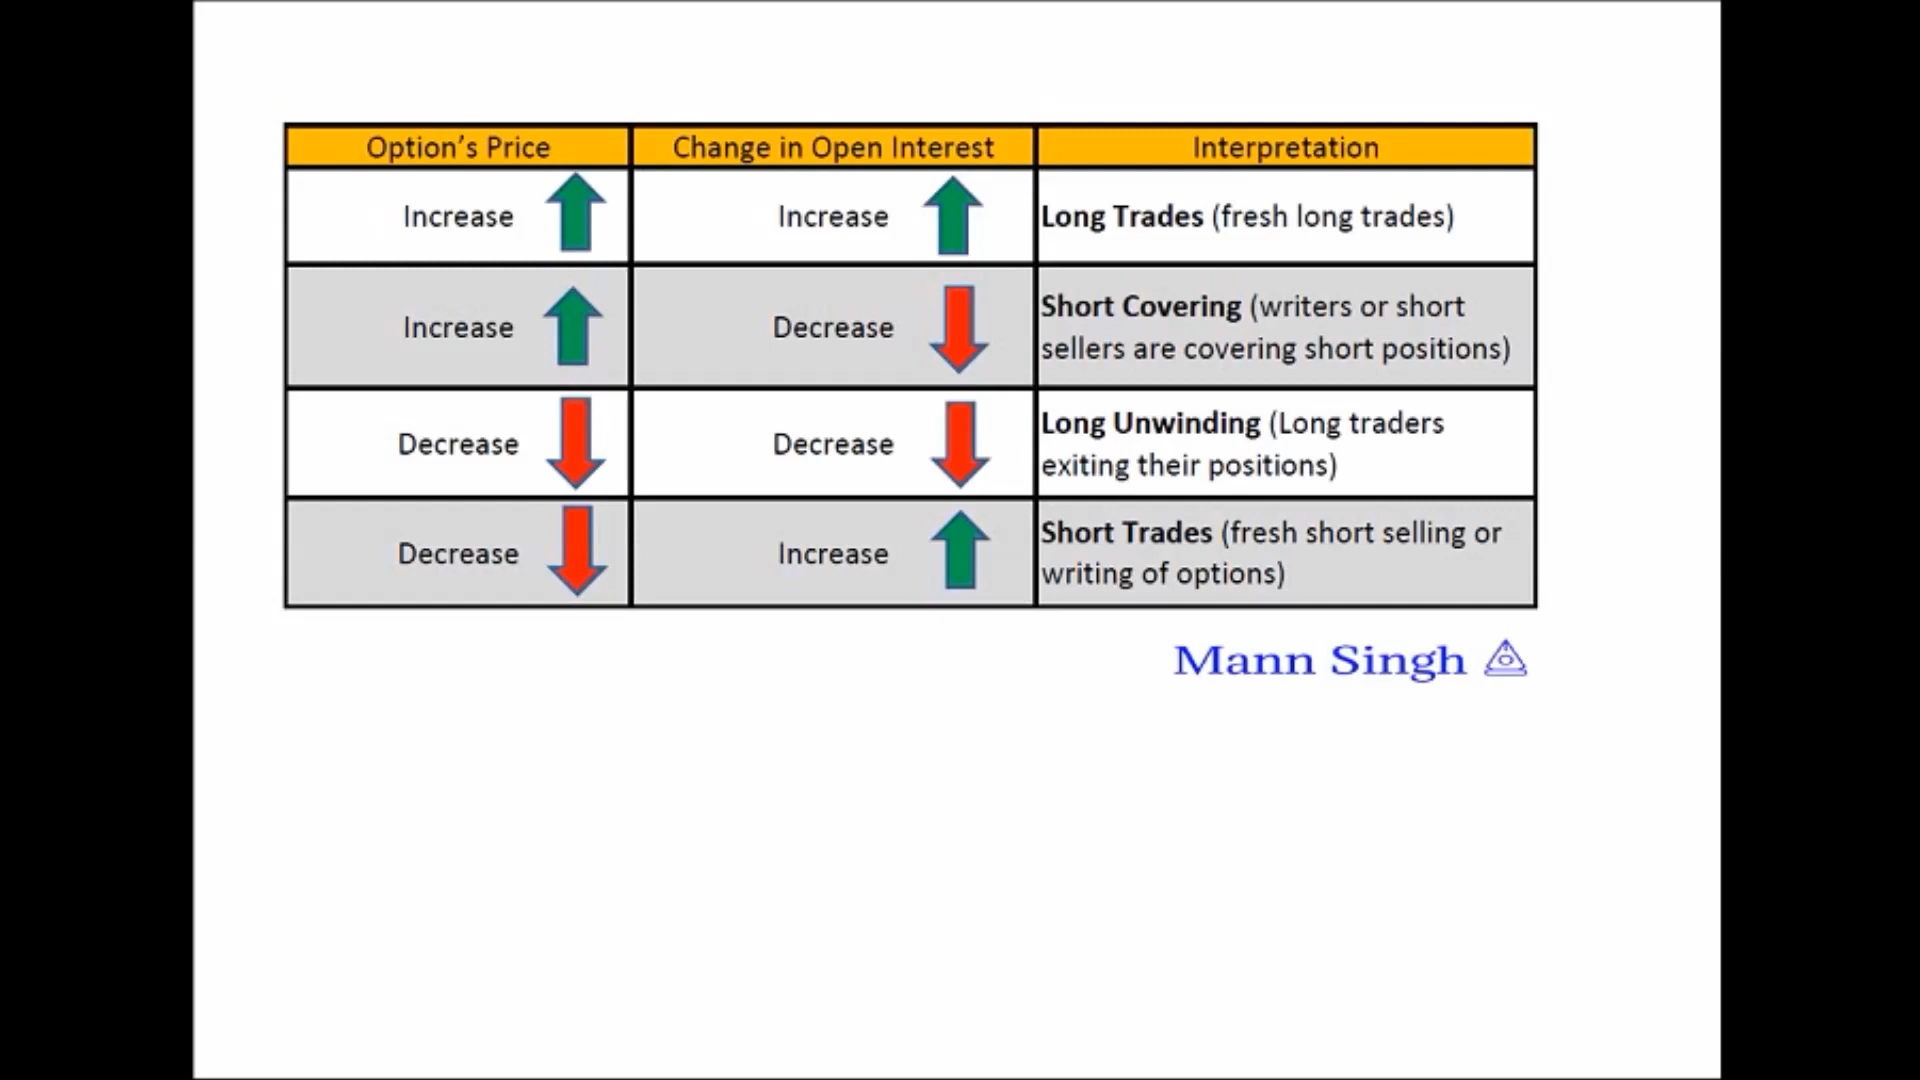 Option's Price Change in Open Interest Interpretation
Increase Increase Long Trades (fresh long trades)
Increase Decrease Short Covering (writers or short
sellers are covering short positions)
Decrease Decrease Long Unwinding (Long traders
exiting their positions)
Decrease Increase Short Trades (fresh short selling or
writing of options)
Mann Singh